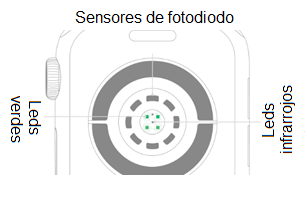 Sensores de fotodiodo
Leds
verdes
Leds
infrarrojos